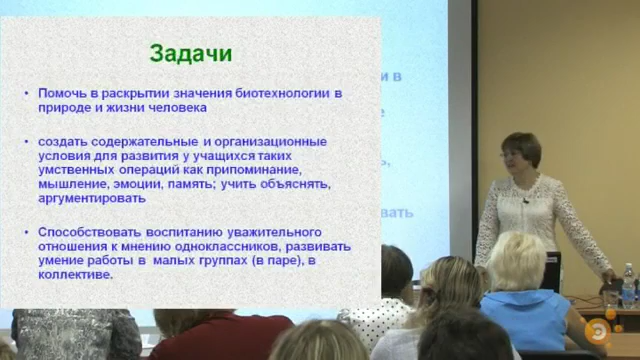 Задачи
• Помочь в раскрытии значения биотехнологии в
природе и жизни человека
• создать содержательные и организационные
условия для развития у учащихся таких
умственных операций как припоминание,
мышление, эмоции, память; учить объяснять,
аргументировать
• Способствовать воспитанию уважительного
отношения к мнению одноклассников, развивать
умение работы в малых группах (в паре), в
коллективе.